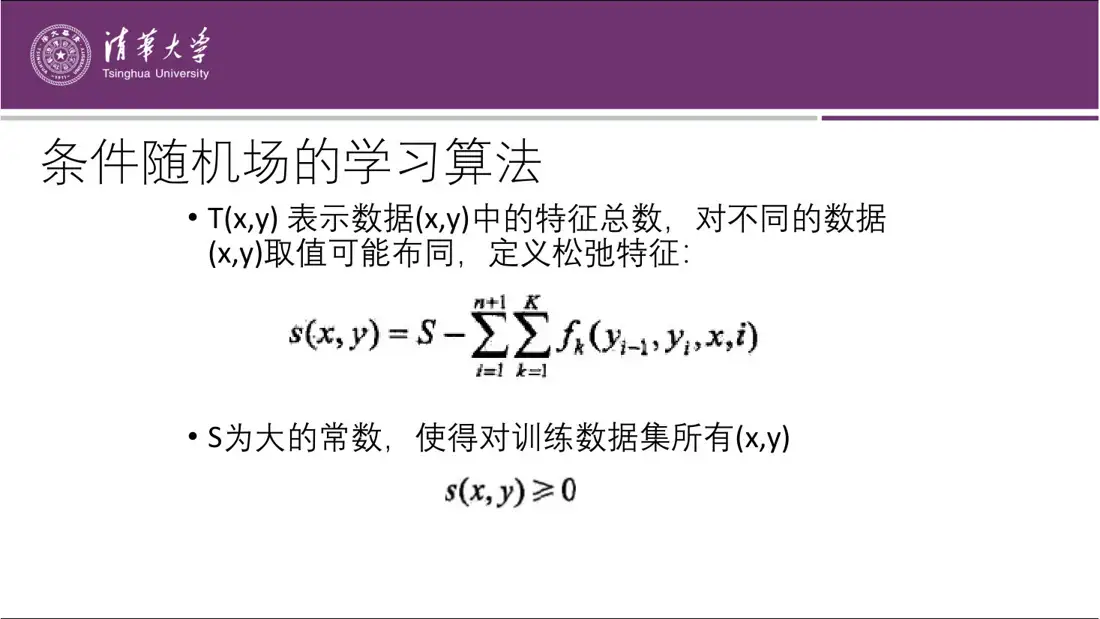 清华大学
Tsinghua University
条件随机场的学习算法
• T(x,y) 表示数据(x,y)中的特征总数，对不同的数据
(x,y)取值可能布同，定义松弛特征：
s(x, y) = S − ∑_{i=1}^{n+1} ∑_{k=1}^{K} f_k(y_{i−1}, y_i, x, i)
• S为大的常数，使得对训练数据集所有(x,y)
s(x, y) ⩾ 0